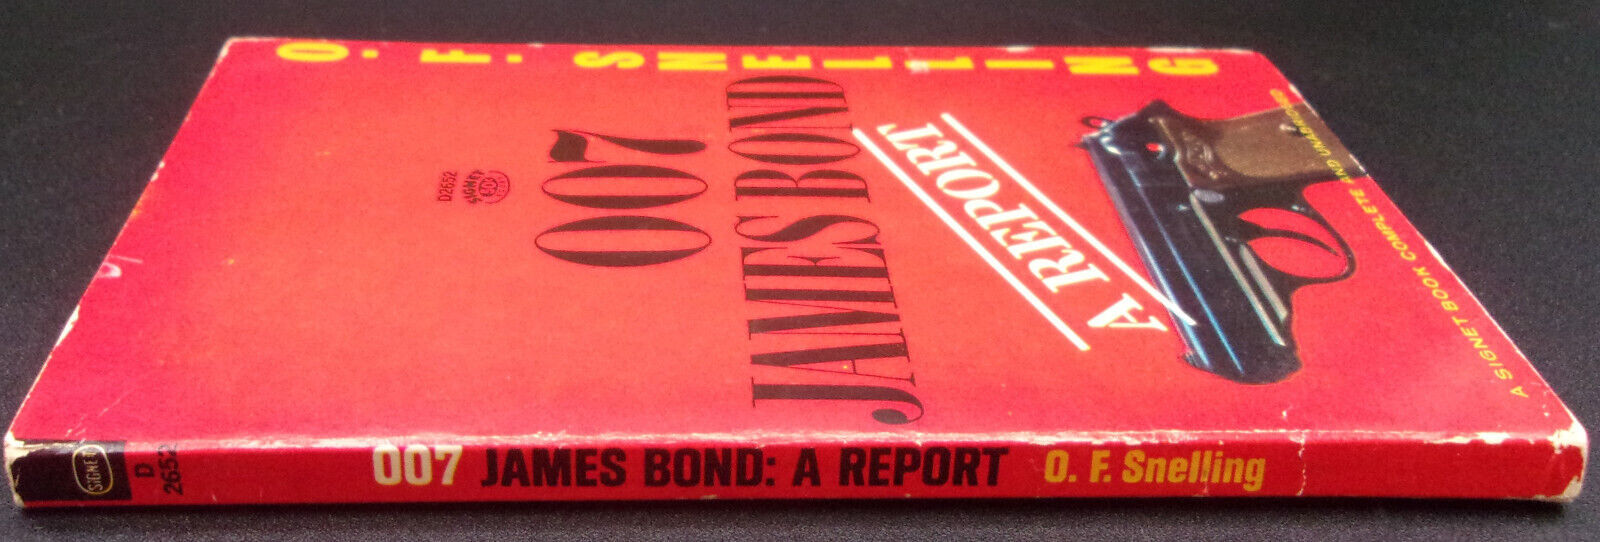 O. F. SNELLING
D2652
SIGNET
007
JAMES BOND
A REPORT
A SIGNET BOOK COMPLETE AND UNABRIDGED
SIGNET
D
2652
007 JAMES BOND: A REPORT O. F. Snelling